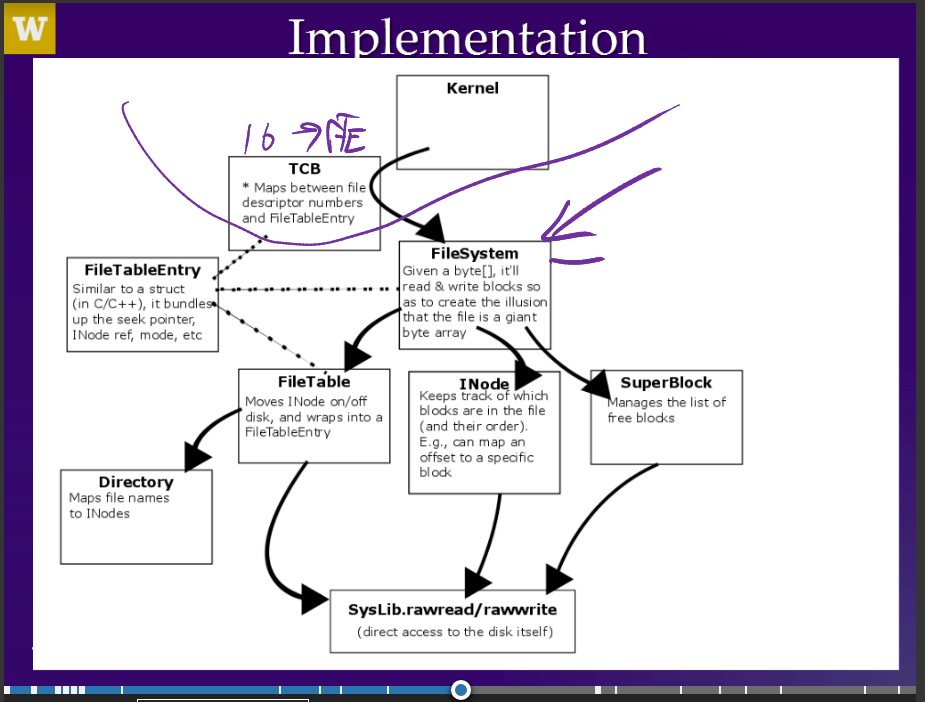 W
Implementation
Kernel
16 → FTE
TCB
* Maps between file
descriptor numbers
and FileTableEntry
FileSystem
Given a byte[], it'll
read & write blocks so
as to create the illusion
that the file is a giant
byte array
FileTableEntry
Similar to a struct
(in C/C++), it bundles
up the seek pointer,
INode ref, mode, etc
FileTable
Moves INode on/off
disk, and wraps into a
FileTableEntry
INode
Keeps track of which
blocks are in the file
(and their order).
E.g., can map an
offset to a specific
block
SuperBlock
Manages the list of
free blocks
Directory
Maps file names
to INodes
SysLib.rawread/rawwrite
(direct access to the disk itself)